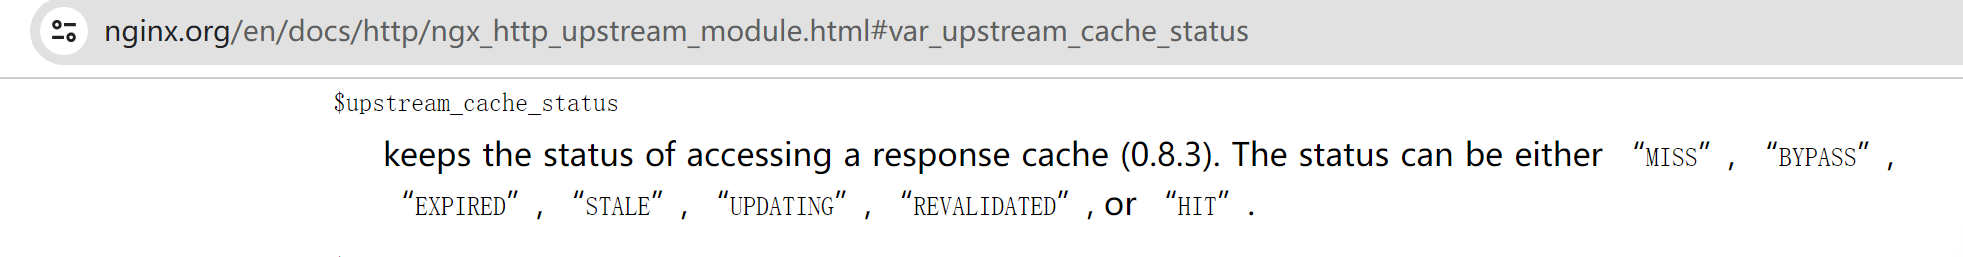 nginx.org/en/docs/http/ngx_http_upstream_module.html#var_upstream_cache_status
$upstream_cache_status
keeps the status of accessing a response cache (0.8.3). The status can be either “MISS”, “BYPASS”,
“EXPIRED”, “STALE”, “UPDATING”, “REVALIDATED”, or “HIT”.